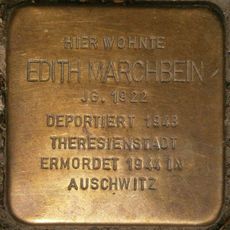 HIER WOHNTE
EDITH MARCHBEIN
JG. 1922
DEPORTIERT 1943
THERESIENSTADT
ERMORDET 1944 IN
AUSCHWITZ